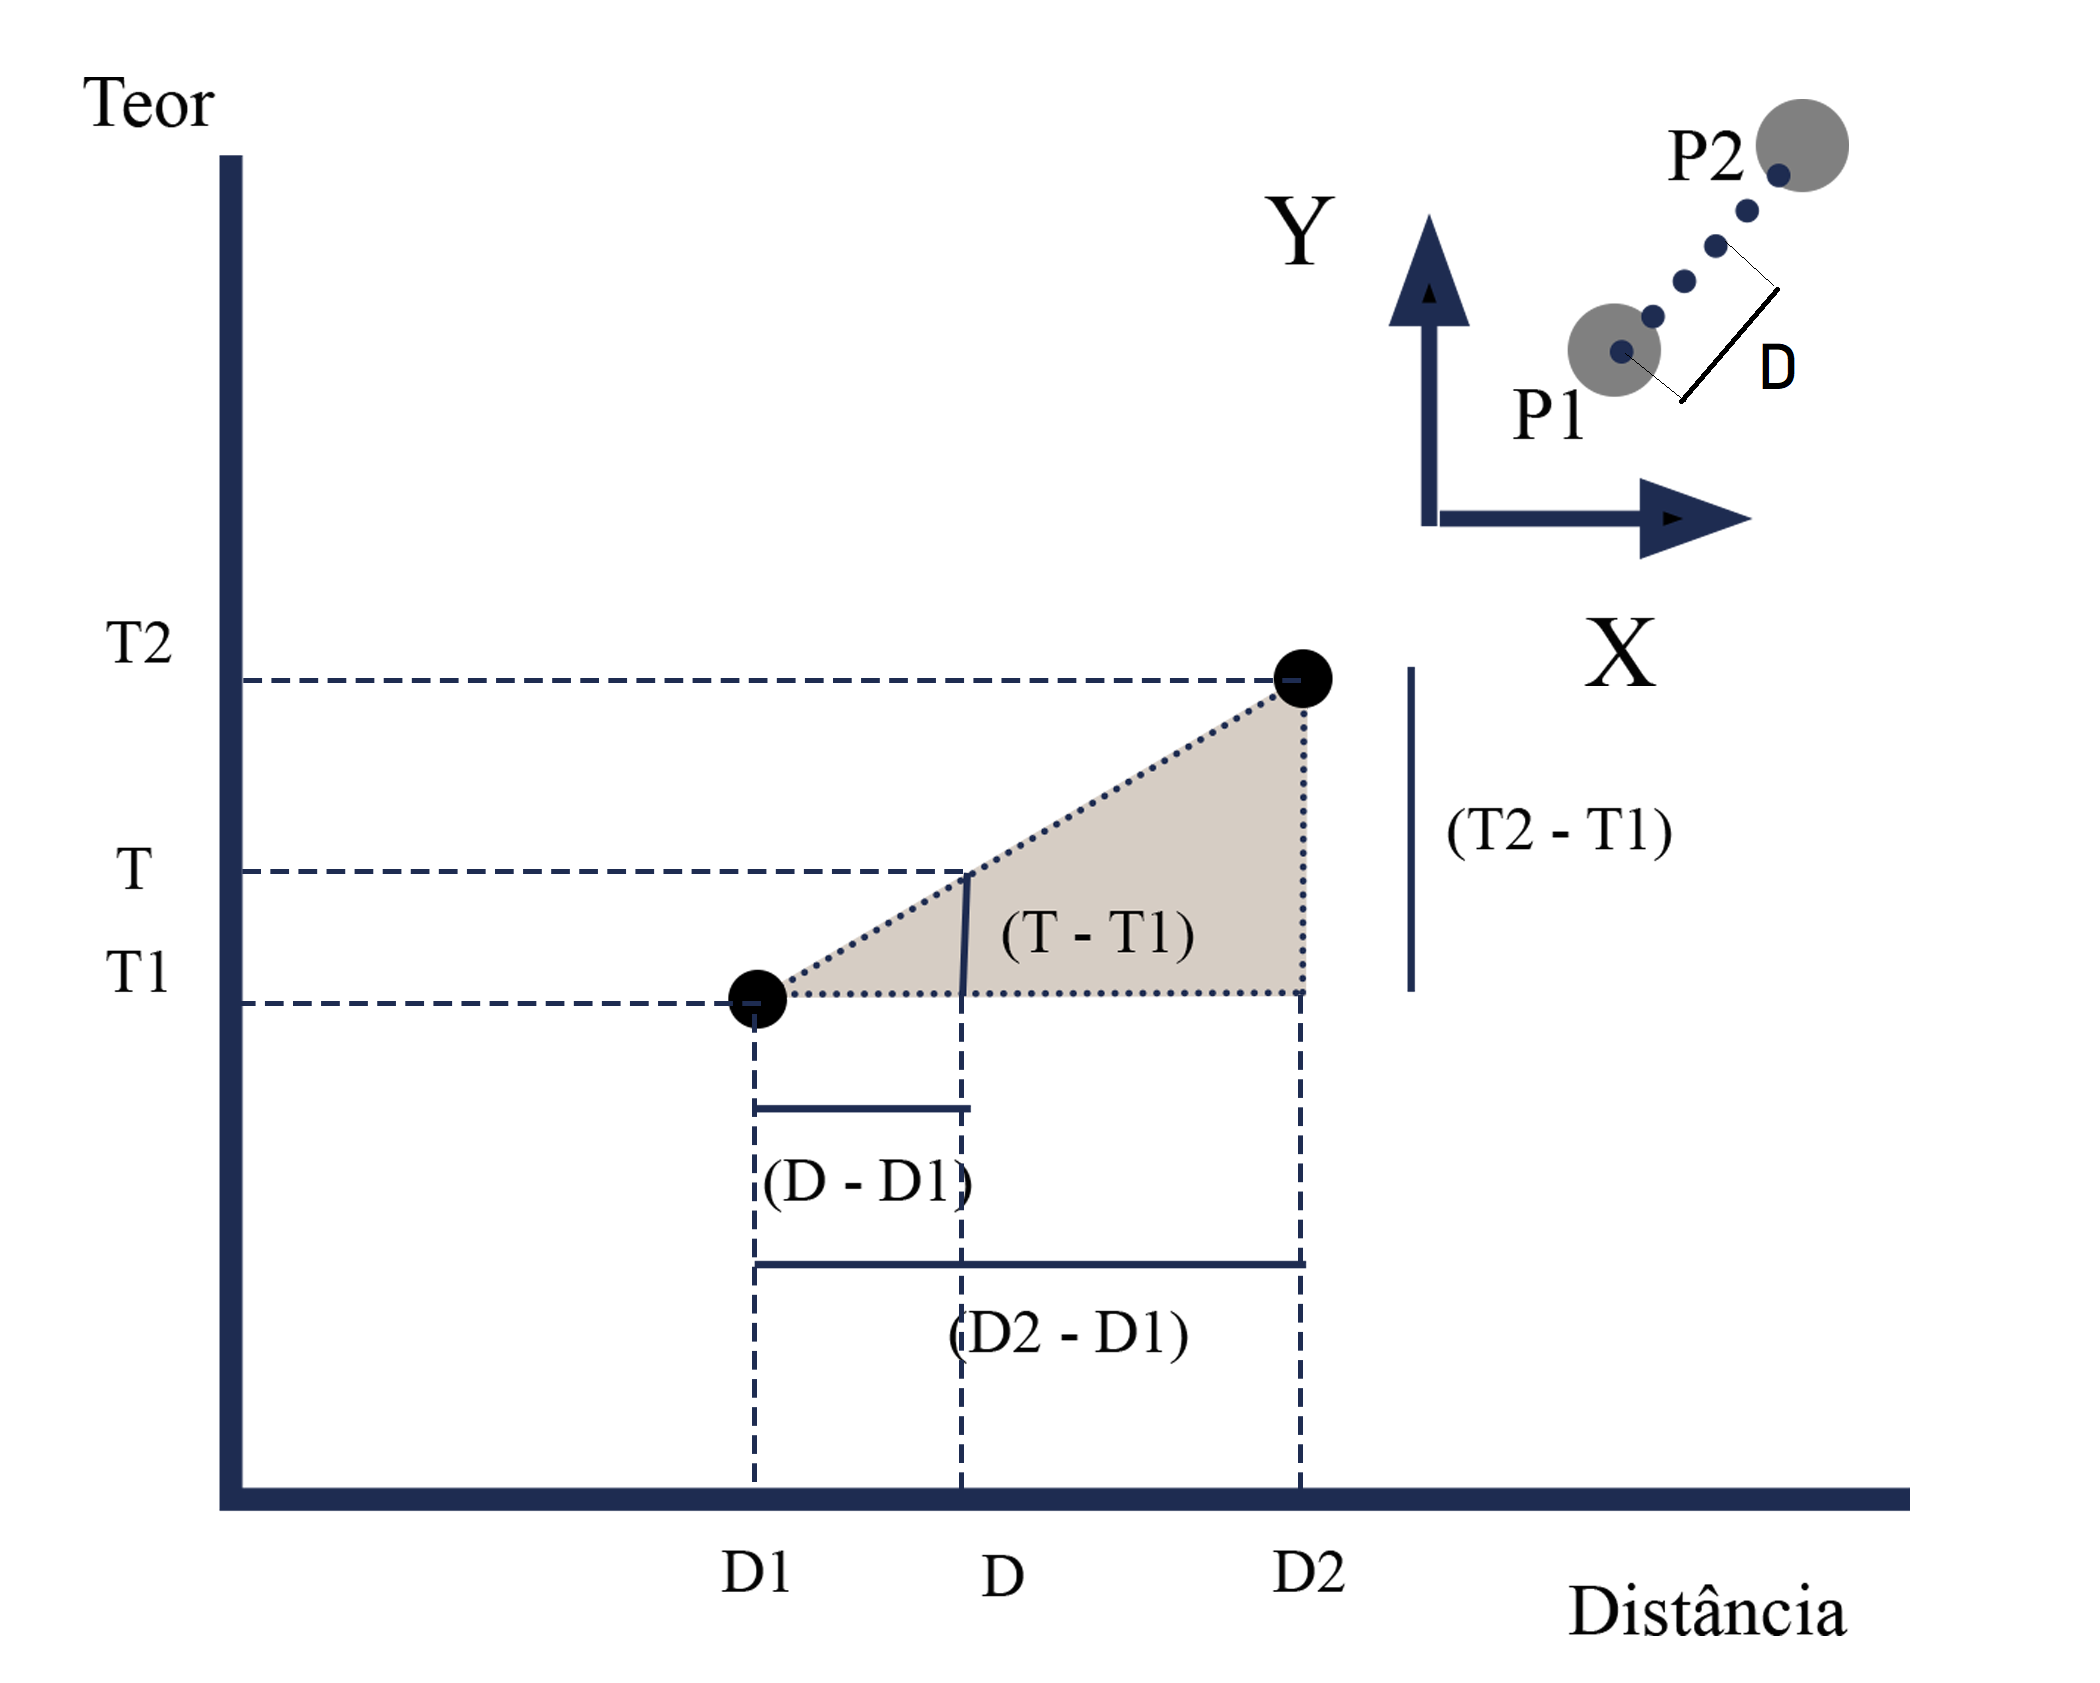 Teor
P2
Y
D
P1
X
T2
(T2 - T1)
T
(T - T1)
T1
(D - D1)
(D2 - D1)
D1
D
D2
Distância